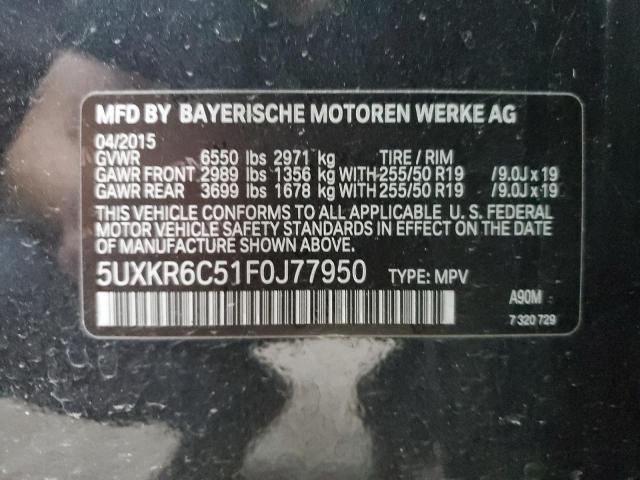 MFD BY BAYERISCHE MOTOREN WERKE AG
04/2015
GVWR 6550 lbs 2971 kg TIRE / RIM
GAWR FRONT 2989 lbs 1356 kg WITH 255/50 R19 /9.0J x 19
GAWR REAR 3699 lbs 1678 kg WITH 255/50 R19 /9.0J x 19
THIS VEHICLE CONFORMS TO ALL APPLICABLE U. S. FEDERAL
MOTOR VEHICLE SAFETY STANDARDS IN EFFECT ON THE
DATE OF MANUFACTURE SHOWN ABOVE.
5UXKR6C51F0J77950 TYPE: MPV
A90M
7 320 729